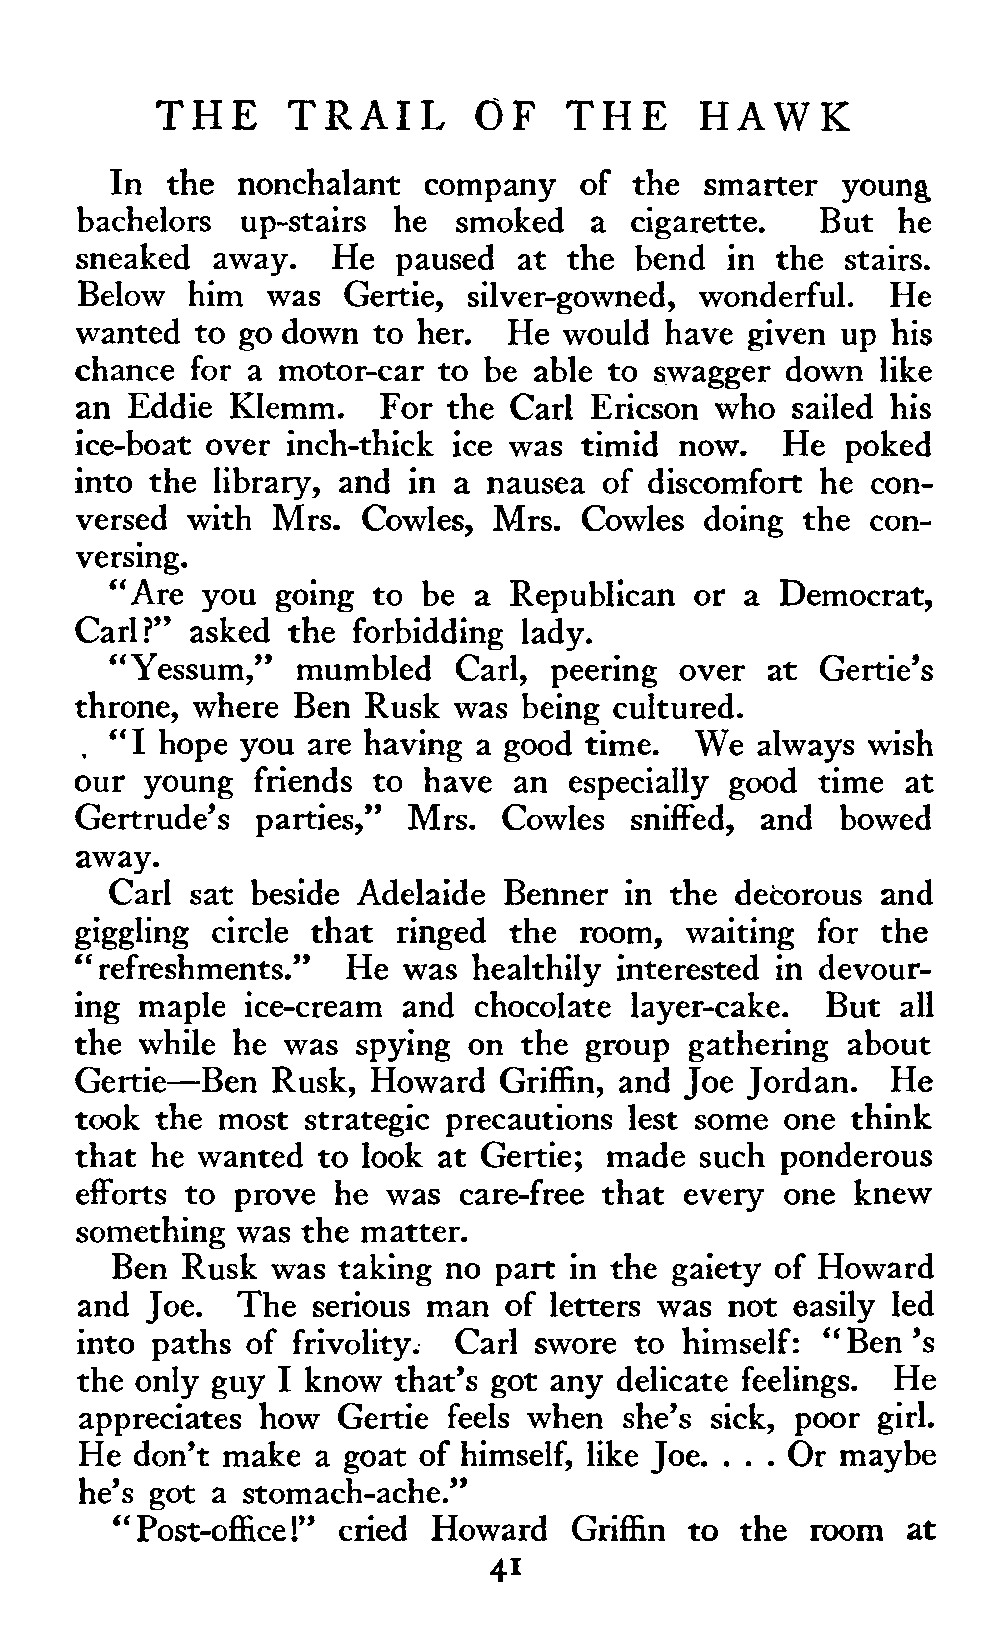 THE TRAIL OF THE HAWK
In the nonchalant company of the smarter young
bachelors up-stairs he smoked a cigarette. But he
sneaked away. He paused at the bend in the stairs.
Below him was Gertie, silver-gowned, wonderful. He
wanted to go down to her. He would have given up his
chance for a motor-car to be able to swagger down like
an Eddie Klemm. For the Carl Ericson who sailed his
ice-boat over inch-thick ice was timid now. He poked
into the library, and in a nausea of discomfort he con-
versed with Mrs. Cowles, Mrs. Cowles doing the con-
versing.
"Are you going to be a Republican or a Democrat,
Carl?" asked the forbidding lady.
"Yessum," mumbled Carl, peering over at Gertie's
throne, where Ben Rusk was being cultured.
"I hope you are having a good time. We always wish
our young friends to have an especially good time at
Gertrude's parties," Mrs. Cowles sniffed, and bowed
away.
Carl sat beside Adelaide Benner in the decorous and
giggling circle that ringed the room, waiting for the
"refreshments." He was healthily interested in devour-
ing maple ice-cream and chocolate layer-cake. But all
the while he was spying on the group gathering about
Gertie—Ben Rusk, Howard Griffin, and Joe Jordan. He
took the most strategic precautions lest some one think
that he wanted to look at Gertie; made such ponderous
efforts to prove he was care-free that every one knew
something was the matter.
Ben Rusk was taking no part in the gaiety of Howard
and Joe. The serious man of letters was not easily led
into paths of frivolity. Carl swore to himself: "Ben 's
the only guy I know that's got any delicate feelings. He
appreciates how Gertie feels when she's sick, poor girl.
He don't make a goat of himself, like Joe. . . . Or maybe
he's got a stomach-ache."
"Post-office!" cried Howard Griffin to the room at
41